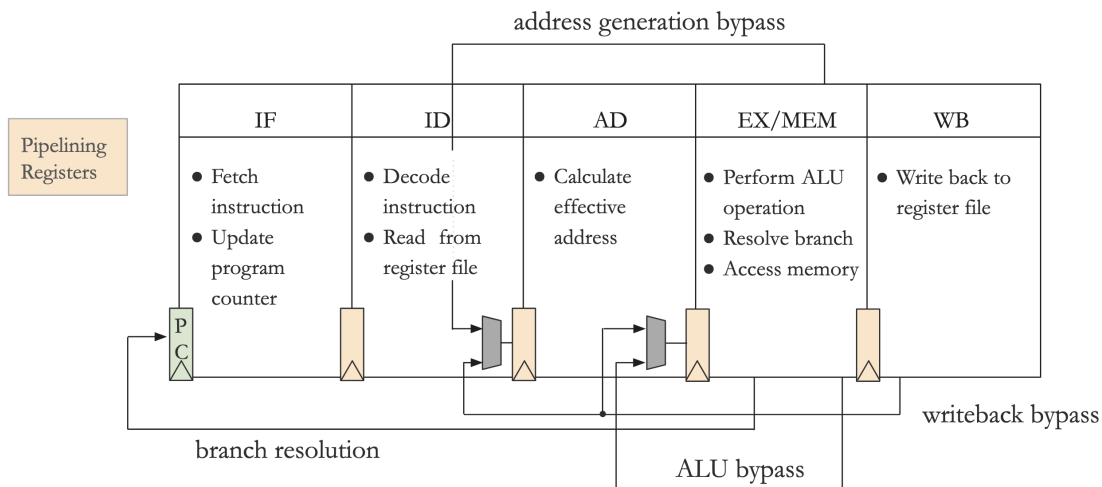 address generation bypass
Pipelining
Registers
IF
ID
AD
EX/MEM
WB
● Fetch
instruction
● Update
program
counter
● Decode
instruction
● Read from
register file
● Calculate
effective
address
● Perform ALU
operation
● Resolve branch
● Access memory
● Write back to
register file
P
C
writeback bypass
branch resolution
ALU bypass